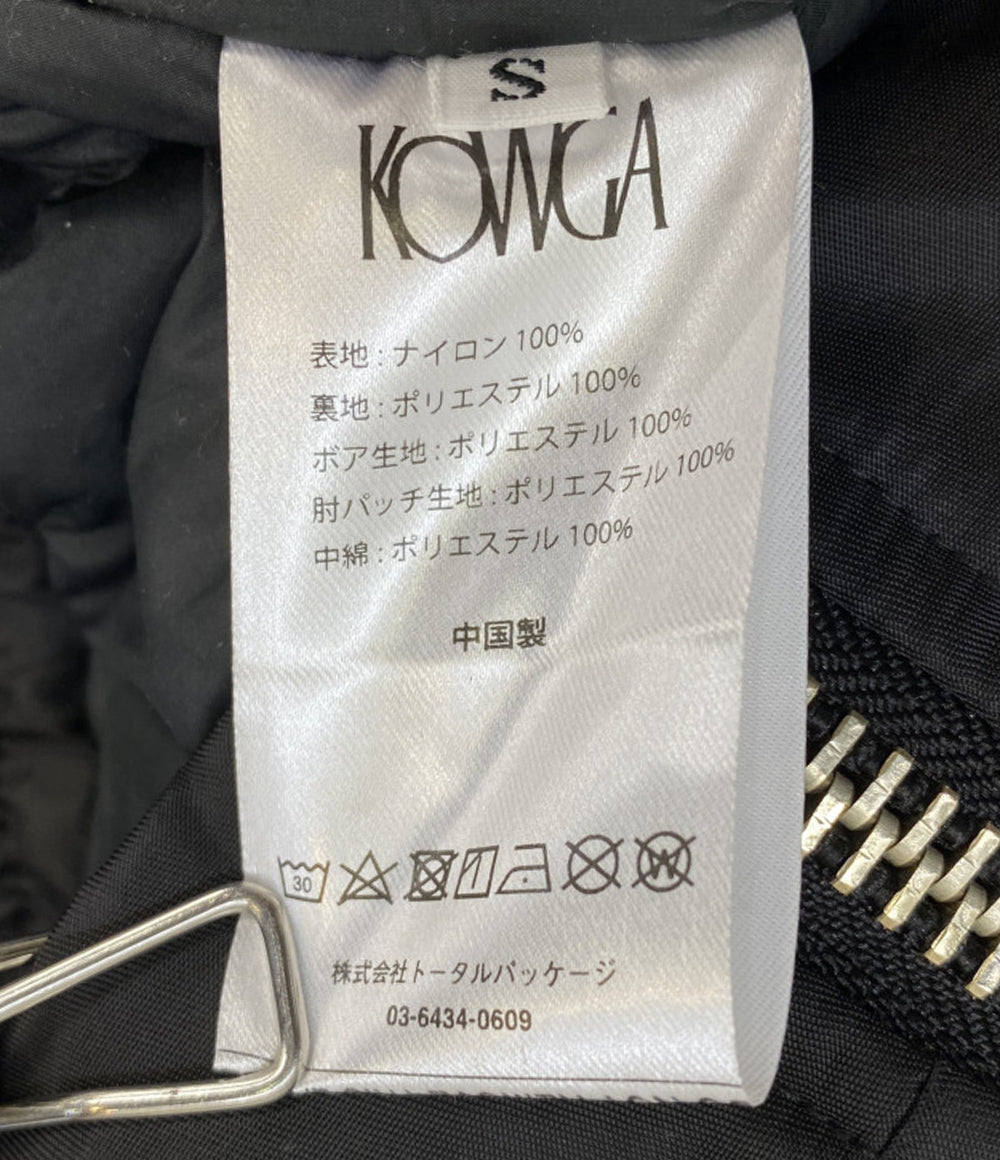 S
KOWGA
表地 : ナイロン 100%
裏地 : ポリエステル 100%
ボア生地 : ポリエステル 100%
肘パッチ生地 : ポリエステル 100%
中綿 : ポリエステル 100%
中国製
30
W
株式会社トータルパッケージ
03-6434-0609